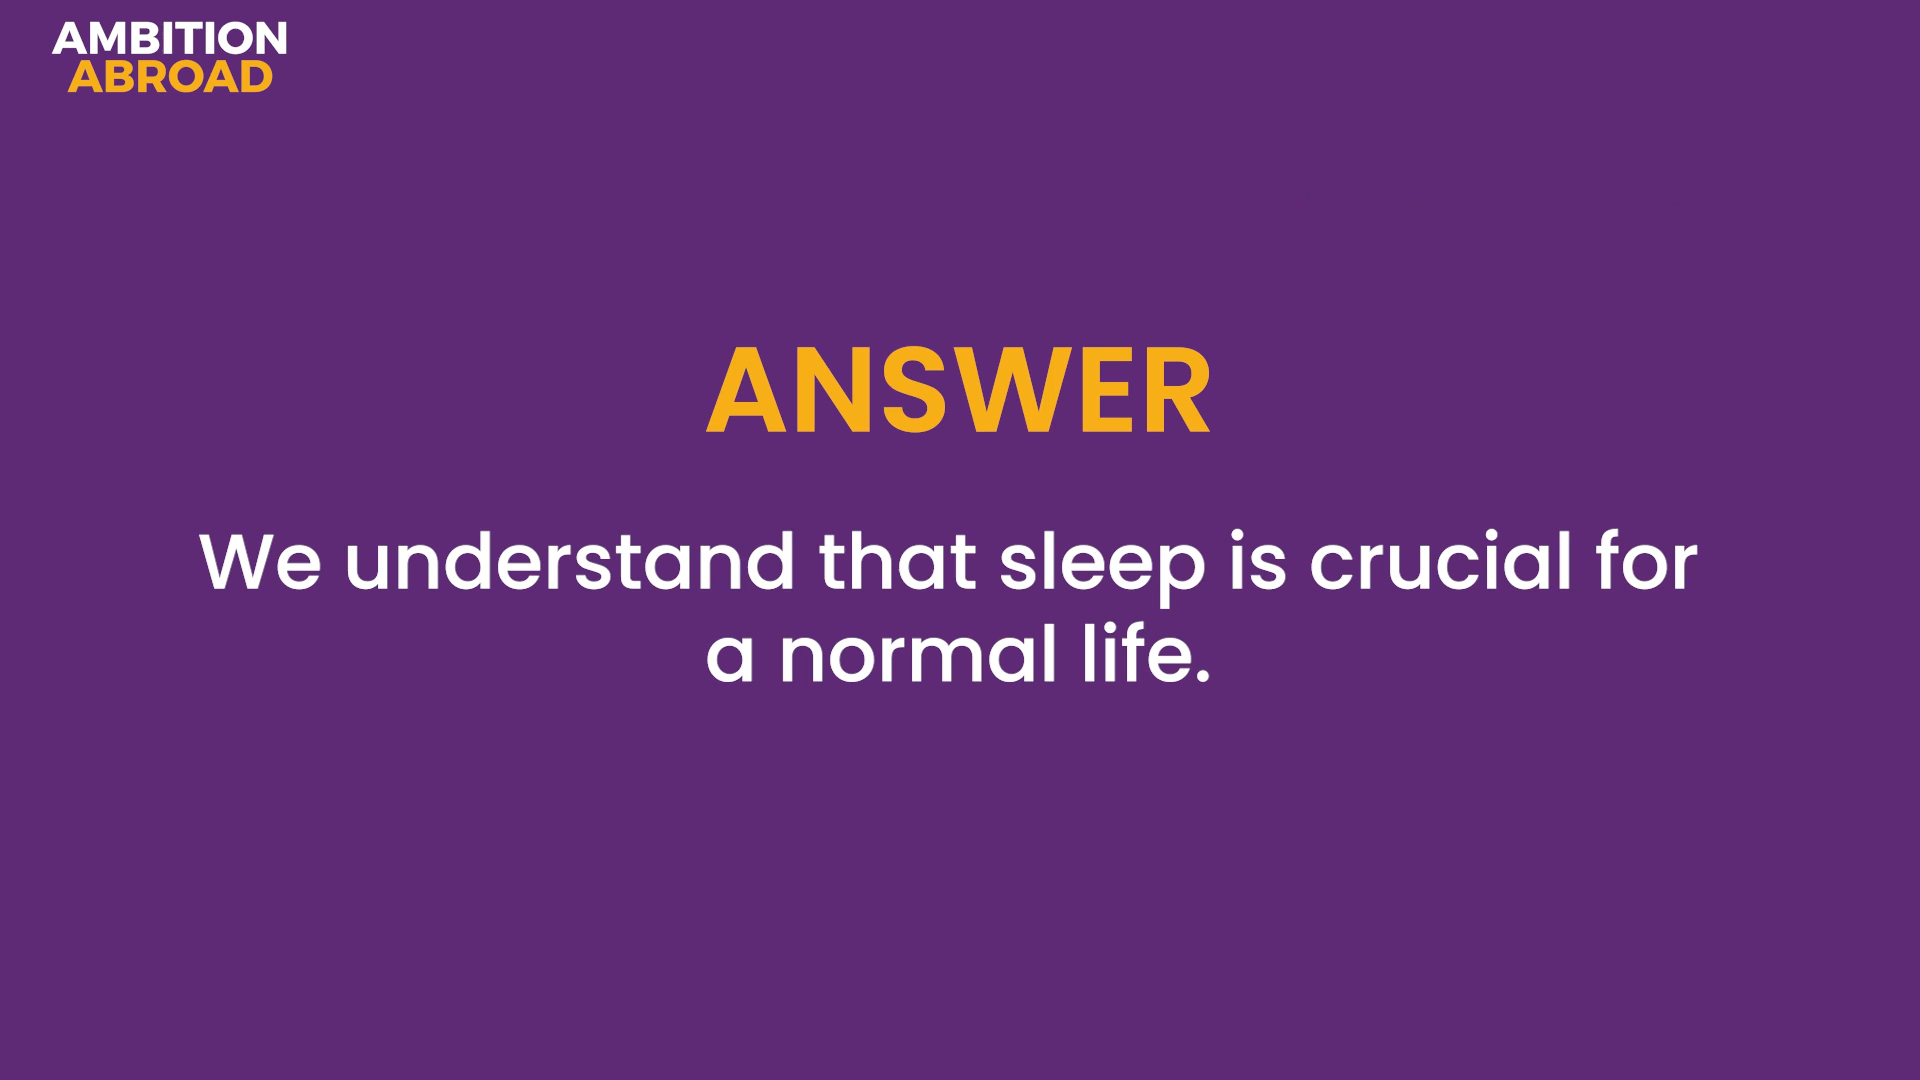 AMBITION
ABROAD
ANSWER
We understand that sleep is crucial for
a normal life.